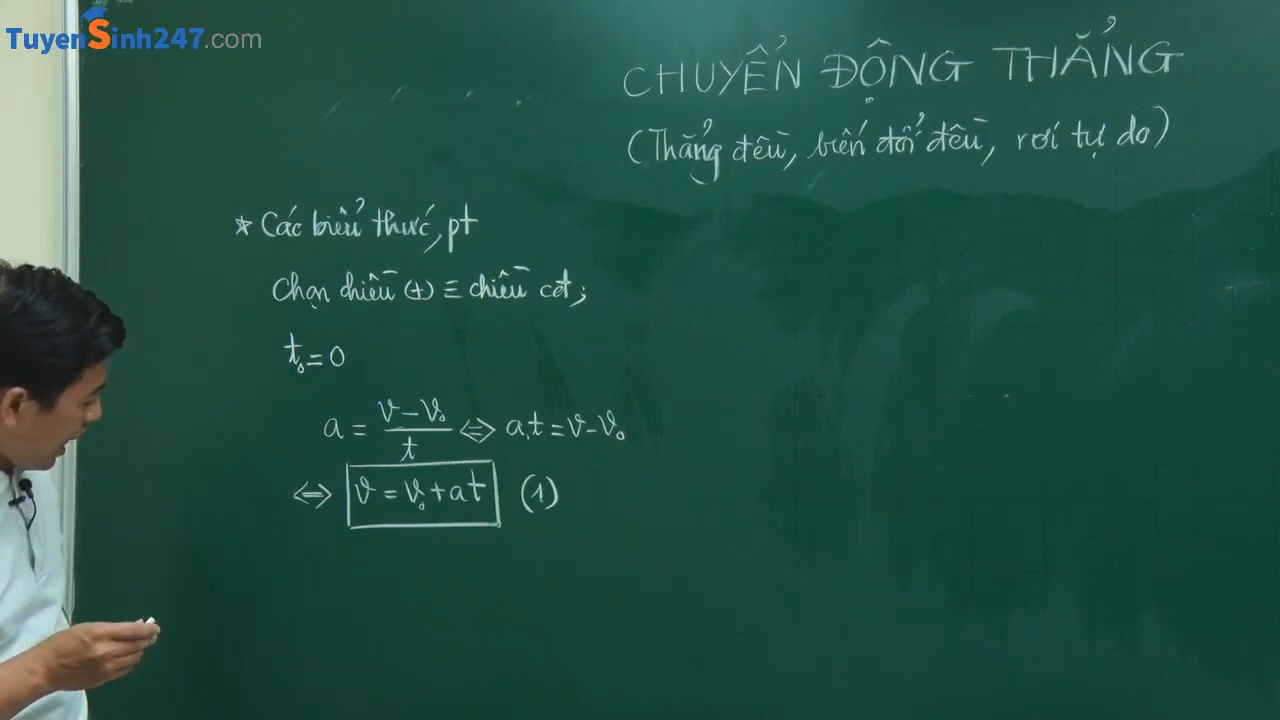 TuyenSinh247.com
CHUYỂN ĐỘNG THẲNG
(Thẳng đều, biến đổi đều, rơi tự do)
* Các biểu thức, pt
Chọn chiều (+) ≡ chiều cđ;
t₀ = 0
a = (v - v₀)/t ⇔ a.t = v - v₀
⇔ v = v₀ + at (1)